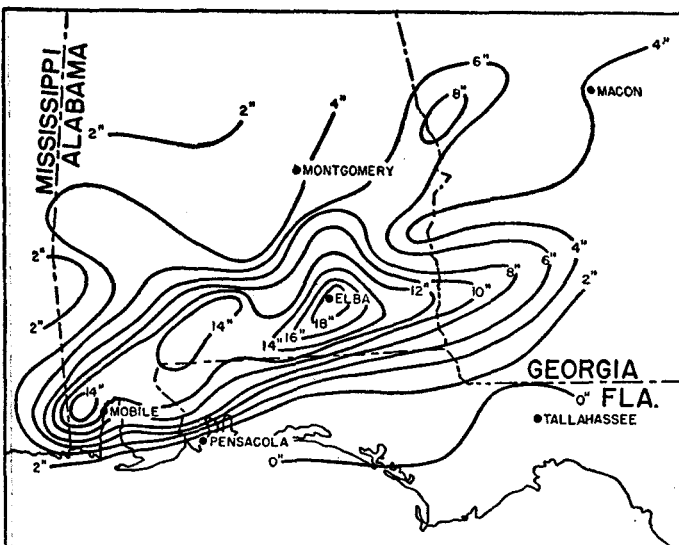 MISSISSIPPI
ALABAMA
2"
2"
4"
6"
8"
4"
MACON
MONTGOMERY
2"
2"
ELBA
18"
16"
14"
12"
10"
8"
6"
4"
2"
14"
14"
MOBILE
PENSACOLA
2"
0"
GEORGIA
FLA.
0"
TALLAHASSEE